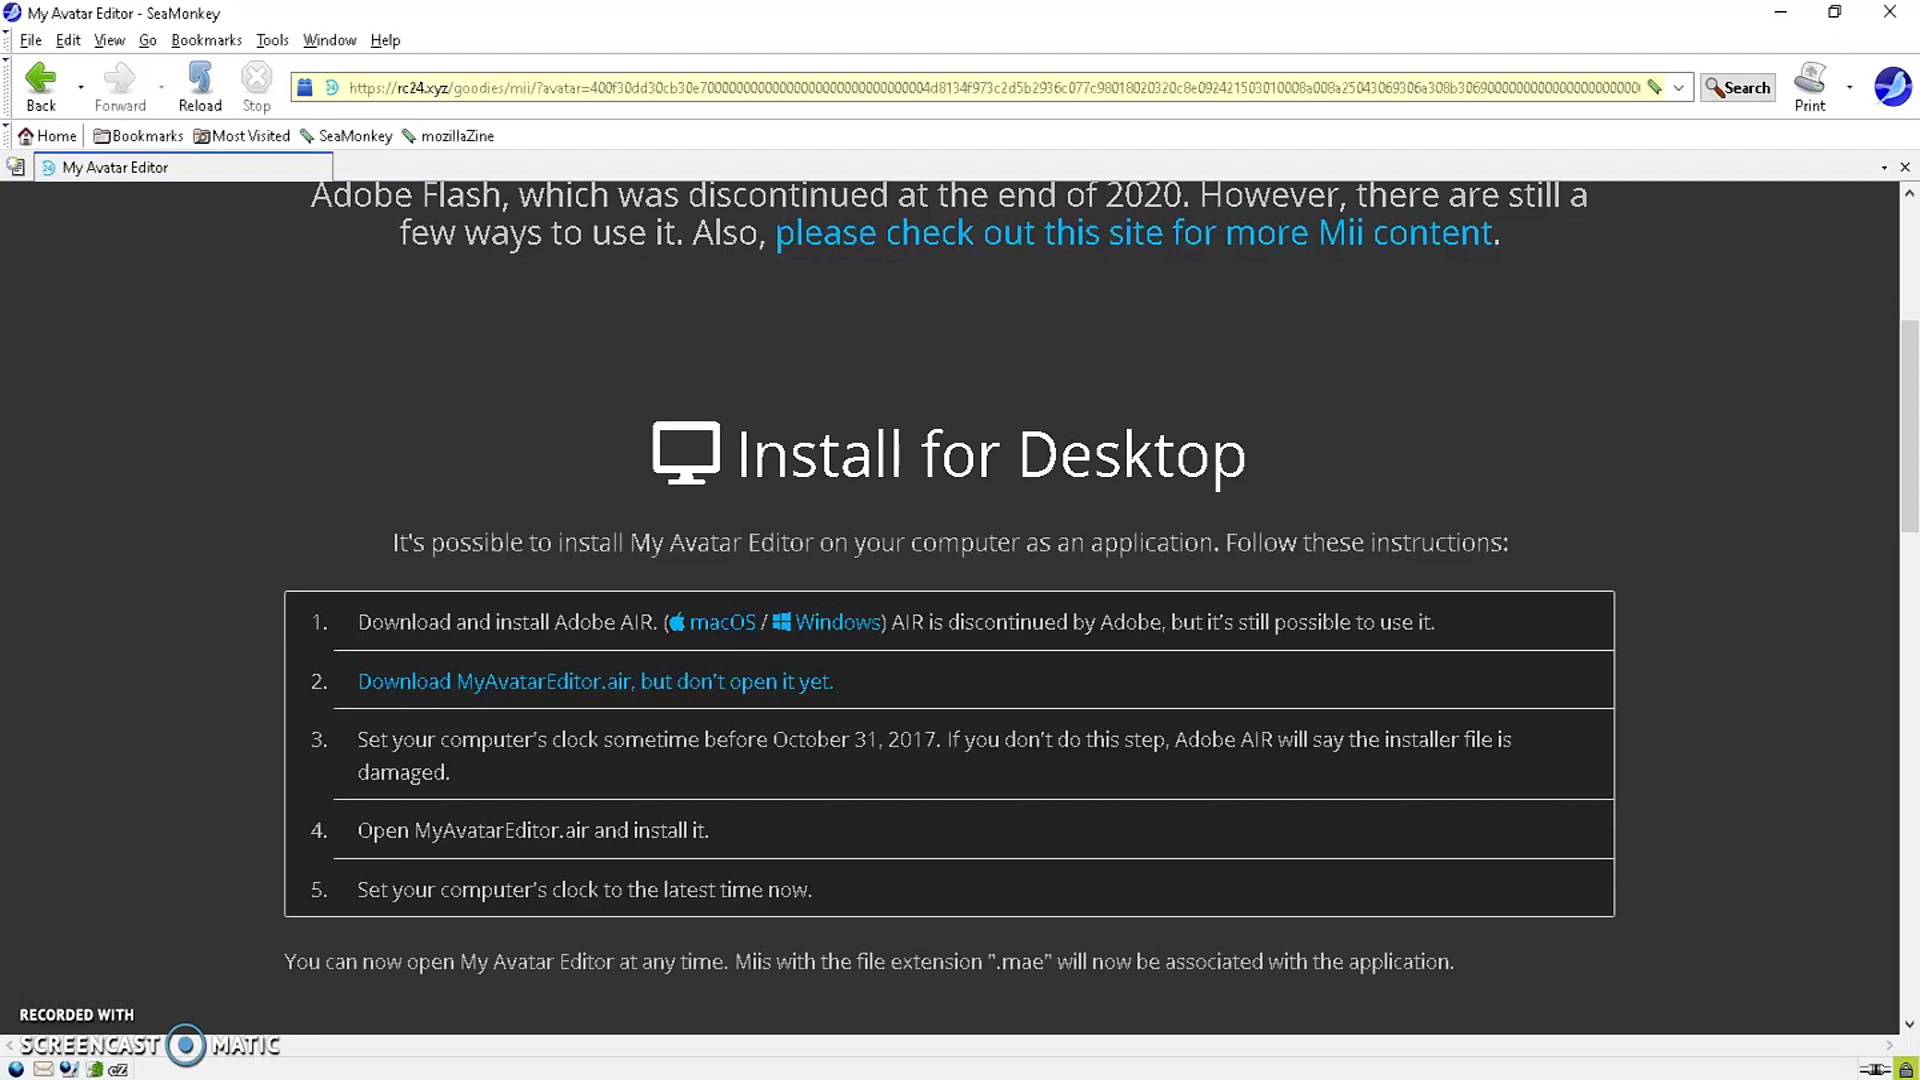 My Avatar Editor - SeaMonkey
File Edit View Go Bookmarks Tools Window Help
Back Forward Reload Stop
https://rc24.xyz/goodies/mii/?avatar=
Search
Print
Home Bookmarks Most Visited SeaMonkey mozillaZine
My Avatar Editor
Adobe Flash, which was discontinued at the end of 2020. However, there are still a
few ways to use it. Also, please check out this site for more Mii content.
Install for Desktop
It's possible to install My Avatar Editor on your computer as an application. Follow these instructions:
1. Download and install Adobe AIR. (macOS / Windows) AIR is discontinued by Adobe, but it’s still possible to use it.
2. Download MyAvatarEditor.air, but don’t open it yet.
3. Set your computer’s clock sometime before October 31, 2017. If you don’t do this step, Adobe AIR will say the installer file is
damaged.
4. Open MyAvatarEditor.air and install it.
5. Set your computer’s clock to the latest time now.
You can now open My Avatar Editor at any time. Miis with the file extension ".mae" will now be associated with the application.
RECORDED WITH
SCREENCAST MATIC
cZ